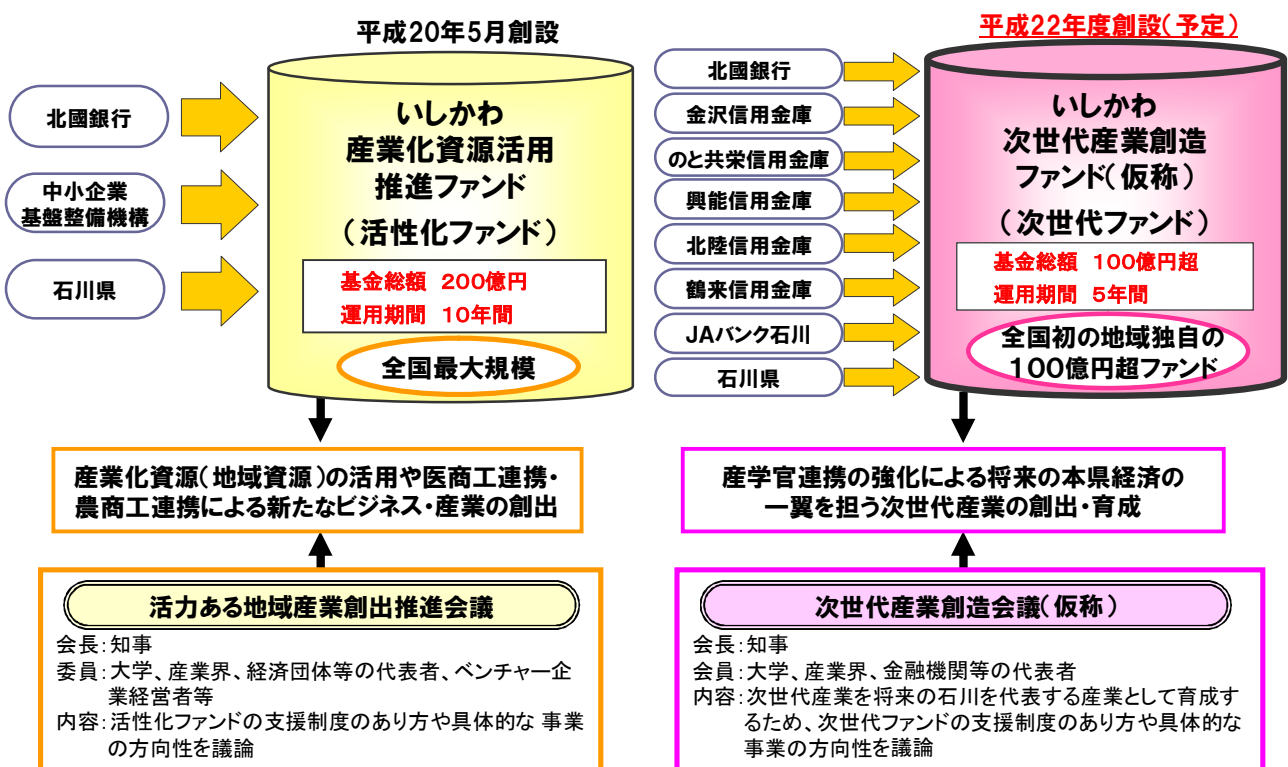 平成20年5月創設
北國銀行
中小企業
基盤整備機構
石川県
いしかわ
産業化資源活用
推進ファンド
(活性化ファンド)
基金総額 200億円
運用期間 10年間
全国最大規模
産業化資源(地域資源)の活用や医商工連携・
農商工連携による新たなビジネス・産業の創出
活力ある地域産業創出推進会議
会長:知事
委員:大学、産業界、経済団体等の代表者、ベンチャー企
業経営者等
内容:活性化ファンドの支援制度のあり方や具体的な 事業
の方向性を議論
平成22年度創設(予定)
北國銀行
金沢信用金庫
のと共栄信用金庫
興能信用金庫
北陸信用金庫
鶴来信用金庫
JAバンク石川
石川県
いしかわ
次世代産業創造
ファンド(仮称)
(次世代ファンド)
基金総額 100億円超
運用期間 5年間
全国初の地域独自の
100億円超ファンド
産学官連携の強化による将来の本県経済の
一翼を担う次世代産業の創出・育成
次世代産業創造会議(仮称)
会長:知事
会員:大学、産業界、金融機関等の代表者
内容:次世代産業を将来の石川を代表する産業として育成す
るため、次世代ファンドの支援制度のあり方や具体的な
事業の方向性を議論